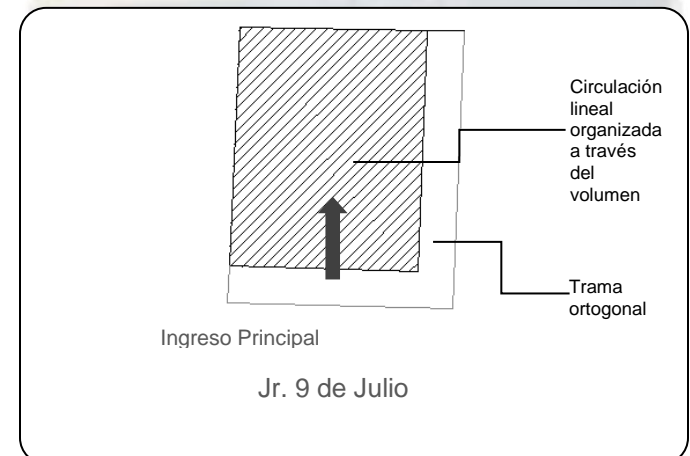 Circulación
lineal
organizada
a través
del
volumen
Trama
ortogonal
Ingreso Principal
Jr. 9 de Julio